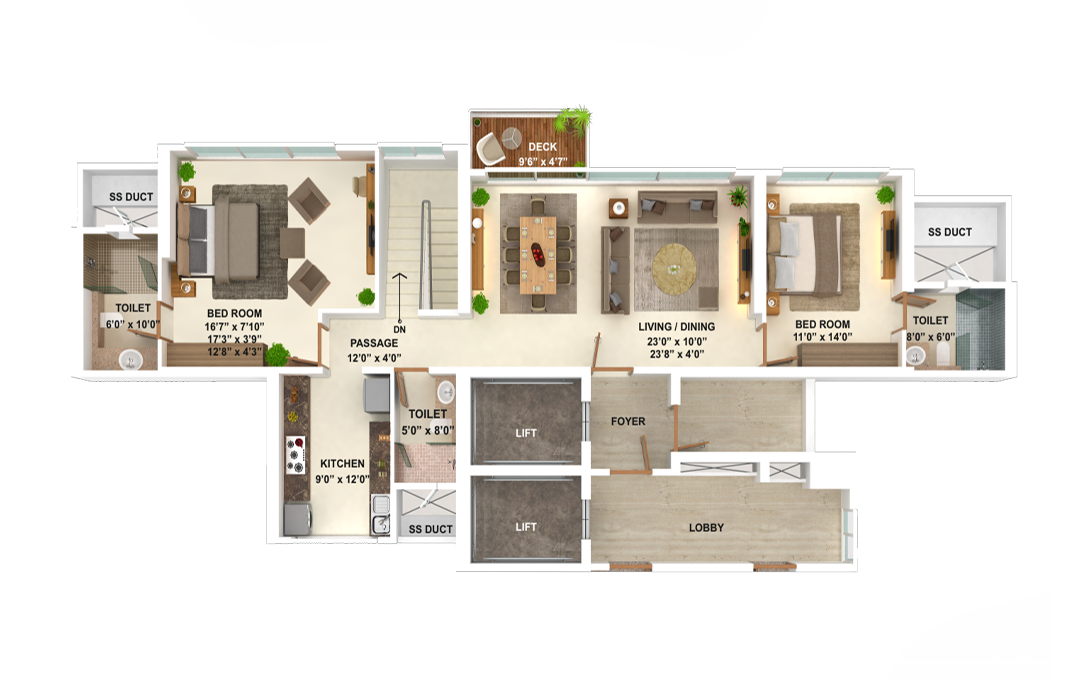 DECK
9'6" x 4'7"
SS DUCT
TOILET
6'0" x 10'0"
BED ROOM
16'7" x 7'10"
17'3" x 3'9"
12'8" x 4'3"
DN
PASSAGE
12'0" x 4'0"
LIVING / DINING
23'0" x 10'0"
23'8" x 4'0"
BED ROOM
11'0" x 14'0"
SS DUCT
TOILET
8'0" x 6'0"
TOILET
5'0" x 8'0"
KITCHEN
9'0" x 12'0"
SS DUCT
LIFT
FOYER
LIFT
LOBBY